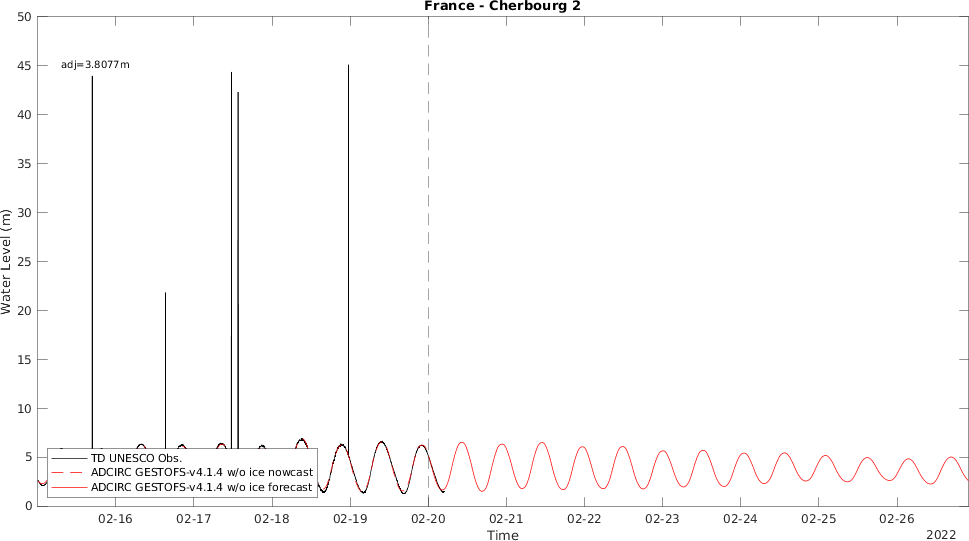 France - Cherbourg 2
50
45
40
35
30
25
20
15
10
5
0
Water Level (m)
adj=3.8077m
TD UNESCO Obs.
ADCIRC GESTOFS-v4.1.4 w/o ice nowcast
ADCIRC GESTOFS-v4.1.4 w/o ice forecast
02-16 02-17 02-18 02-19 02-20 02-21 02-22 02-23 02-24 02-25 02-26
Time
2022